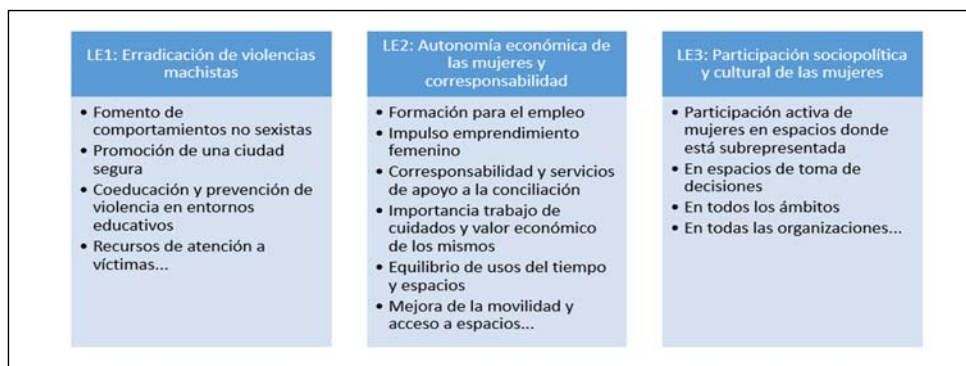 LE1: Erradicación de violencias
machistas
• Fomento de
comportamientos no sexistas
• Promoción de una ciudad
segura
• Coeducación y prevención de
violencia en entornos
educativos
• Recursos de atención a
víctimas...
LE2: Autonomía económica de
las mujeres y
corresponsabilidad
• Formación para el empleo
• Impulso emprendimiento
femenino
• Corresponsabilidad y servicios
de apoyo a la conciliación
• Importancia trabajo de
cuidados y valor económico
de los mismos
• Equilibrio de usos del tiempo
y espacios
• Mejora de la movilidad y
acceso a espacios...
LE3: Participación sociopolítica
y cultural de las mujeres
• Participación activa de
mujeres en espacios donde
está subrepresentada
• En espacios de toma de
decisiones
• En todos los ámbitos
• En todas las organizaciones...